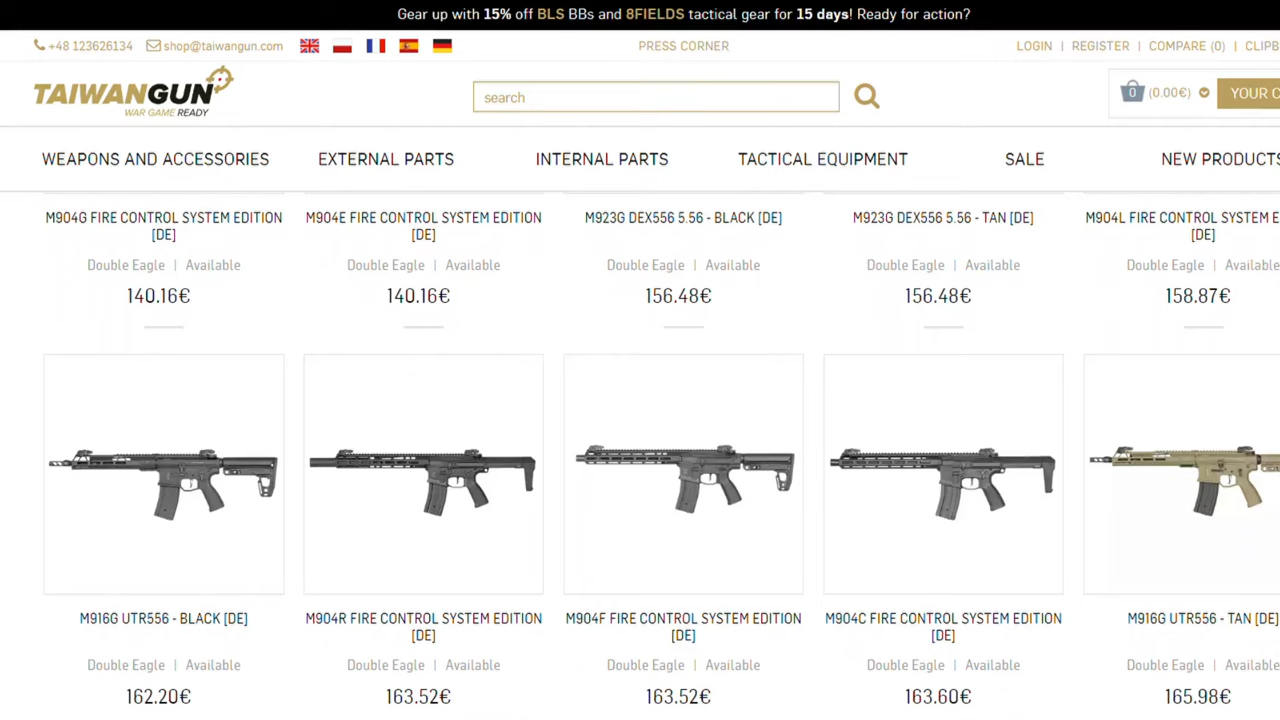 Gear up with 15% off BLS BBs and 8FIELDS tactical gear for 15 days! Ready for action?
+48 123626134 shop@taiwangun.com PRESS CORNER LOGIN | REGISTER | COMPARE (0) | CLIPB
TAIWANGUN
WAR GAME READY
search
0 (0.00€) YOUR C
WEAPONS AND ACCESSORIES EXTERNAL PARTS INTERNAL PARTS TACTICAL EQUIPMENT SALE NEW PRODUCTS
M904G FIRE CONTROL SYSTEM EDITION [DE]
Double Eagle | Available
140.16€
M904E FIRE CONTROL SYSTEM EDITION [DE]
Double Eagle | Available
140.16€
M923G DEX556 5.56 - BLACK [DE]
Double Eagle | Available
156.48€
M923G DEX556 5.56 - TAN [DE]
Double Eagle | Available
156.48€
M904L FIRE CONTROL SYSTEM E
[DE]
Double Eagle | Available
158.87€
M916G UTR556 - BLACK [DE]
Double Eagle | Available
162.20€
M904R FIRE CONTROL SYSTEM EDITION
[DE]
Double Eagle | Available
163.52€
M904F FIRE CONTROL SYSTEM EDITION
[DE]
Double Eagle | Available
163.52€
M904C FIRE CONTROL SYSTEM EDITION
[DE]
Double Eagle | Available
163.60€
M916G UTR556 - TAN [DE]
Double Eagle | Available
165.98€